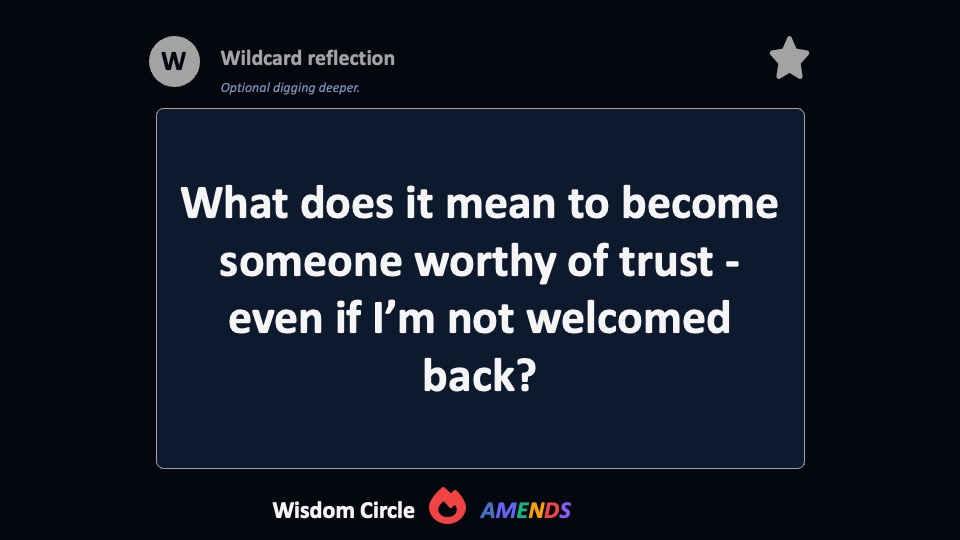 W
Wildcard reflection
Optional digging deeper.
What does it mean to become
someone worthy of trust -
even if I’m not welcomed
back?
Wisdom Circle AMENDS